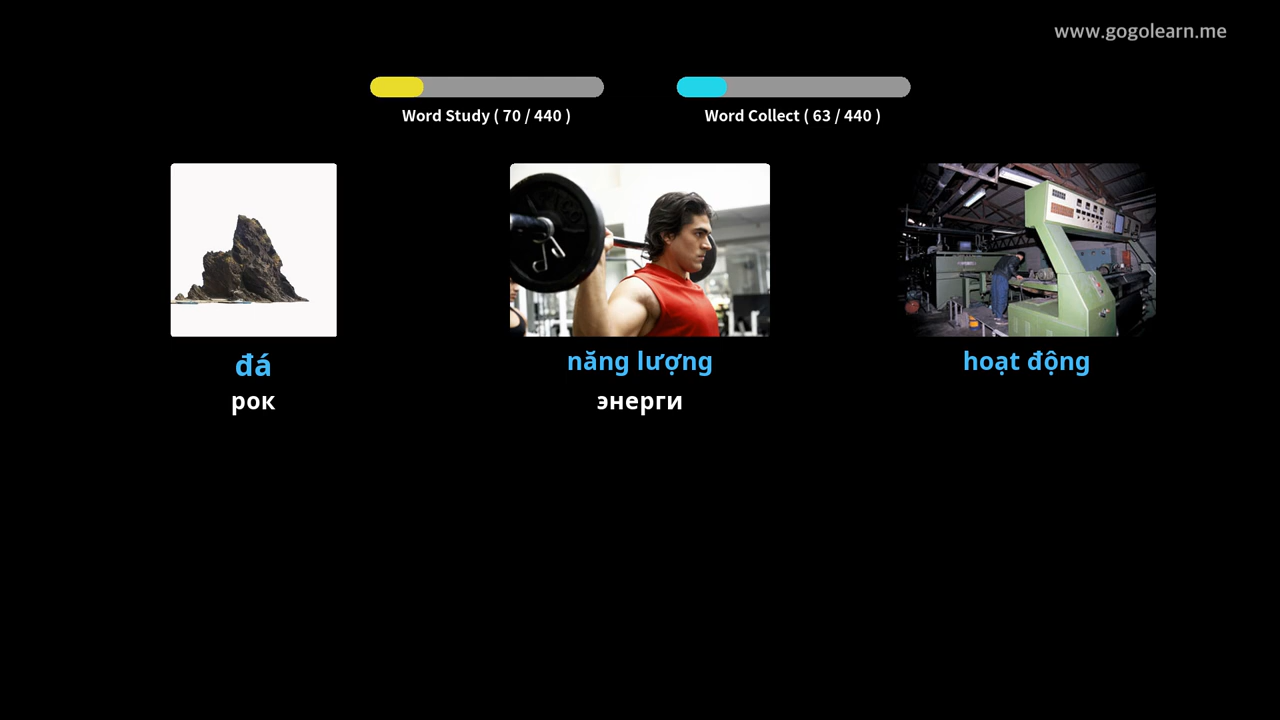 www.gogolearn.me
Word Study ( 70 / 440 )
Word Collect ( 63 / 440 )
đá
năng lượng
hoạt động
рок
энерги